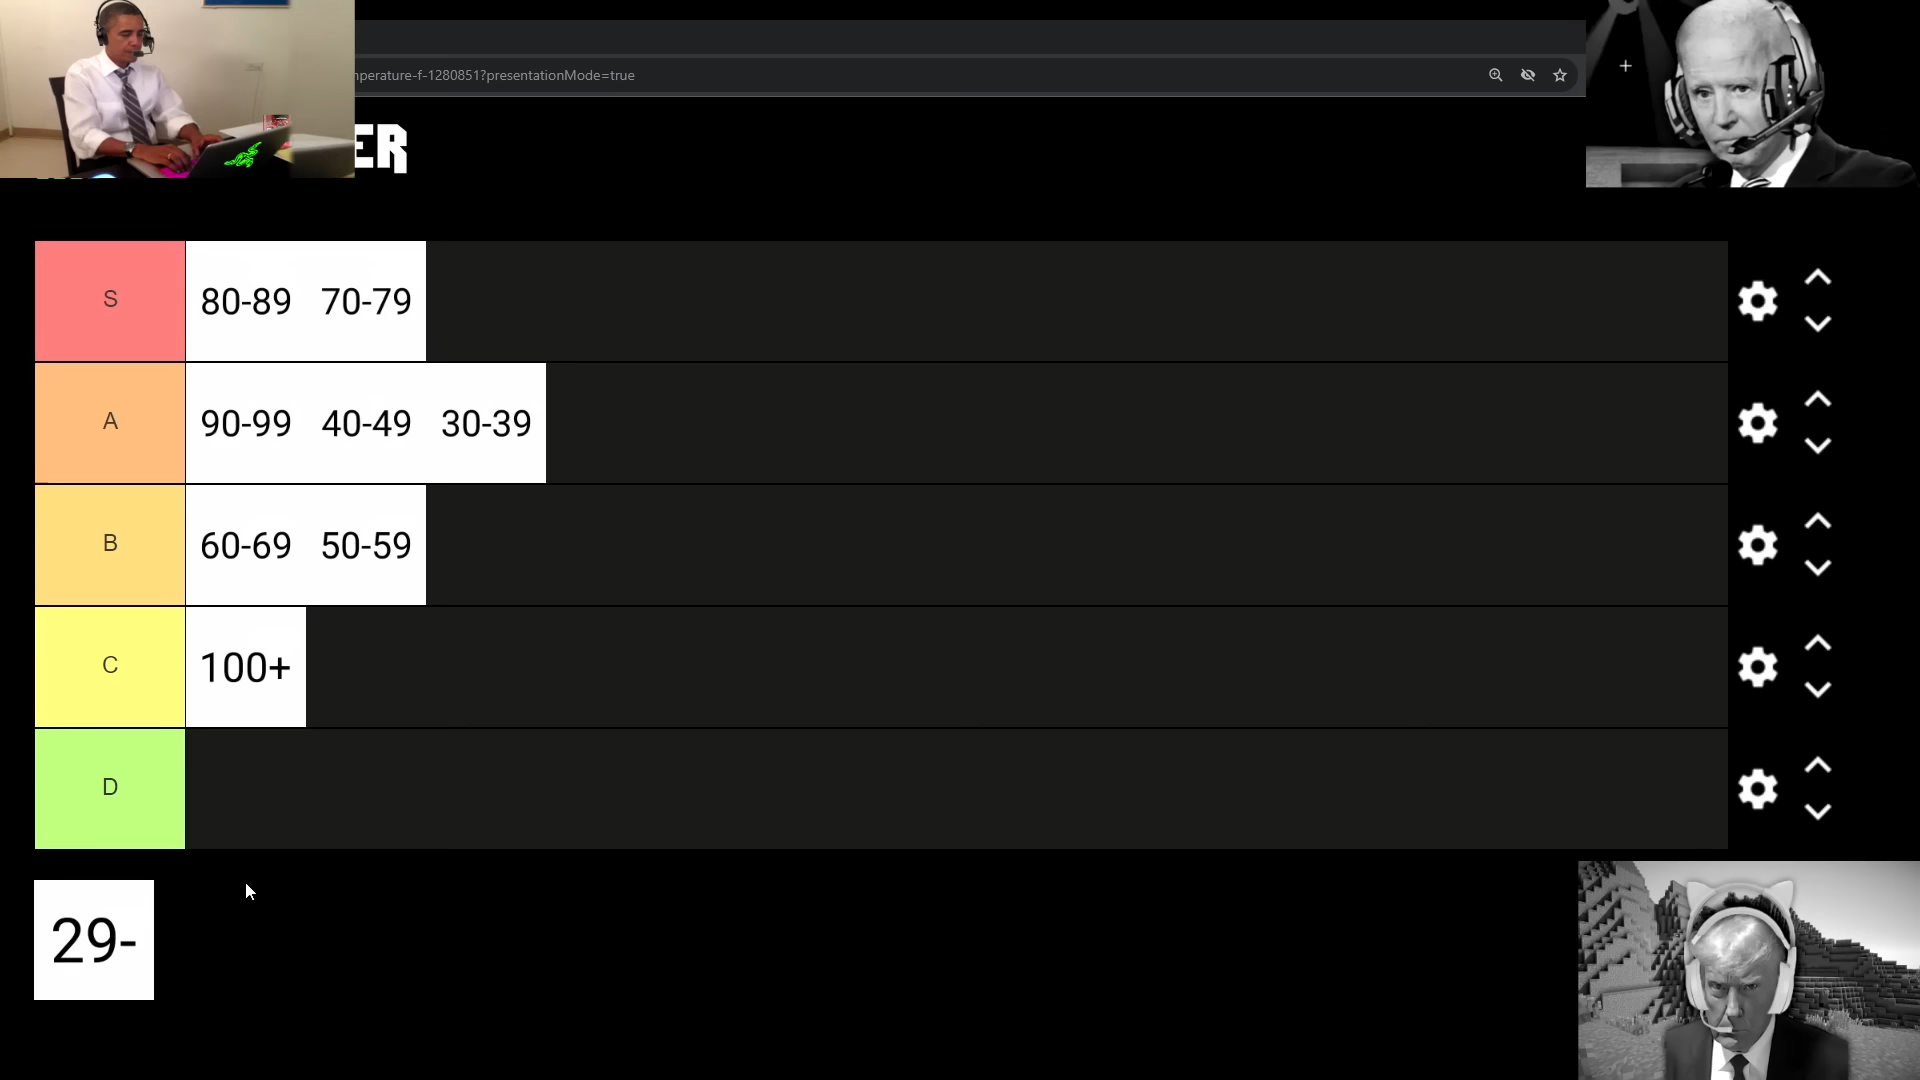 nperature-f-1280851?presentationMode=true
ER
S
80-89 70-79
A
90-99 40-49 30-39
B
60-69 50-59
C
100+
D
29-